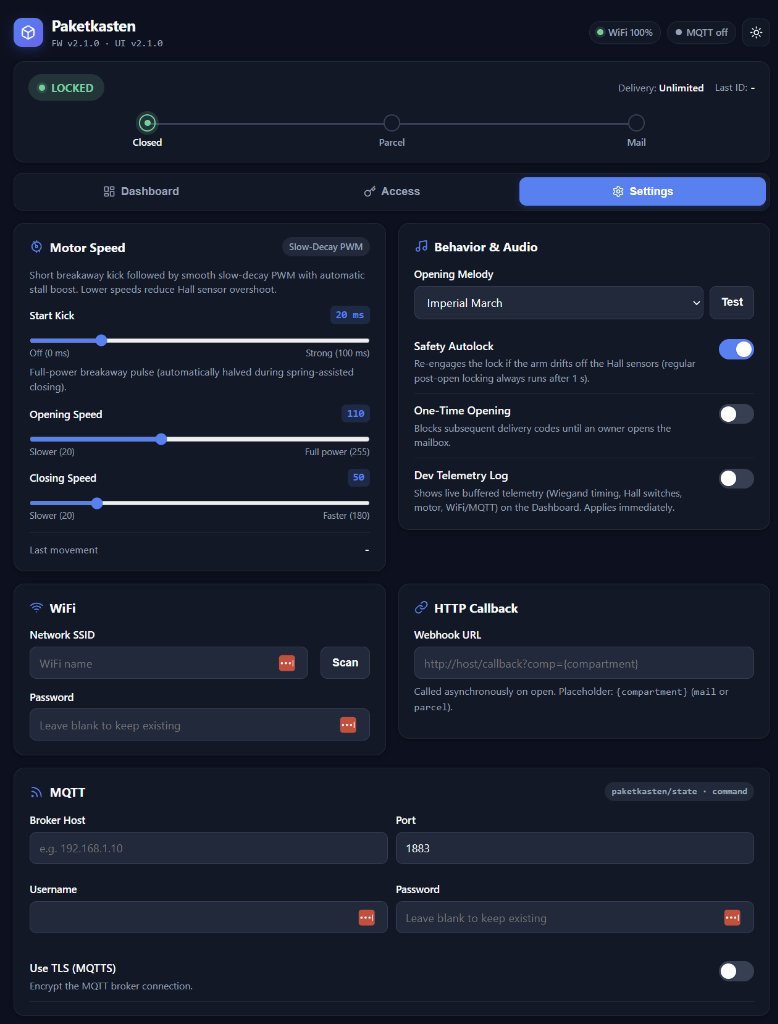 Paketkasten
FW v2.1.0 · UI v2.1.0
WiFi 100%
MQTT off
LOCKED
Delivery: Unlimited
Last ID: -
Closed
Parcel
Mail
Dashboard
Access
Settings
Motor Speed
Slow-Decay PWM
Short breakaway kick followed by smooth slow-decay PWM with automatic
stall boost. Lower speeds reduce Hall sensor overshoot.
Start Kick
20 ms
Off (0 ms)
Strong (100 ms)
Full-power breakaway pulse (automatically halved during spring-assisted
closing).
Opening Speed
110
Slower (20)
Full power (255)
Closing Speed
50
Slower (20)
Faster (180)
Last movement
-
Behavior & Audio
Opening Melody
Imperial March
Test
Safety Autolock
Re-engages the lock if the arm drifts off the Hall sensors (regular
post-open locking always runs after 1 s).
One-Time Opening
Blocks subsequent delivery codes until an owner opens the
mailbox.
Dev Telemetry Log
Shows live buffered telemetry (Wiegand timing, Hall switches,
motor, WiFi/MQTT) on the Dashboard. Applies immediately.
WiFi
Network SSID
WiFi name
Scan
Password
Leave blank to keep existing
HTTP Callback
Webhook URL
http://host/callback?comp={compartment}
Called asynchronously on open. Placeholder: {compartment} (mail or
parcel).
MQTT
paketkasten/state · command
Broker Host
e.g. 192.168.1.10
Port
1883
Username
Password
Leave blank to keep existing
Use TLS (MQTTS)
Encrypt the MQTT broker connection.